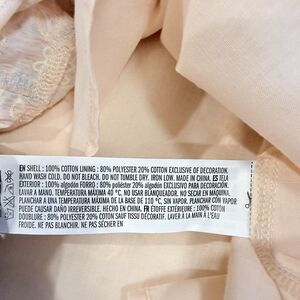 EN SHELL : 100% COTTON LINING : 80% POLYESTER 20% COTTON EXCLUSIVE OF DECORATION.
HAND WASH COLD. DO NOT BLEACH. DO NOT TUMBLE DRY. IRON LOW. MADE IN CHINA. ES TELA
EXTERIOR : 100% algodón FORRO : 80% poliéster 20% algodón EXCLUSIVO PARA DECORACIÓN.
LAVAR A MANO. TEMPERATURA MÁXIMA 40 °C. NO USAR BLANQUEADOR. NO SECAR EN MÁQUINA.
PLANCHAR A UNA TEMPERATURA MÁXIMA DE LA BASE DE 110 °C, SIN VAPOR. PLANCHAR CON VAPOR
PUEDE CAUSAR DAÑO IRREVERSIBLE. HECHO EN CHINA. FR ÉTOFFE EXTÉRIEURE : 100% COTON
DOUBLURE : 80% POLYESTER 20% COTON SAUF TISSU DÉCORATIF. LAVER À LA MAIN À L'EAU
FROIDE. NE PAS BLANCHIR. NE PAS SÉCHER EN